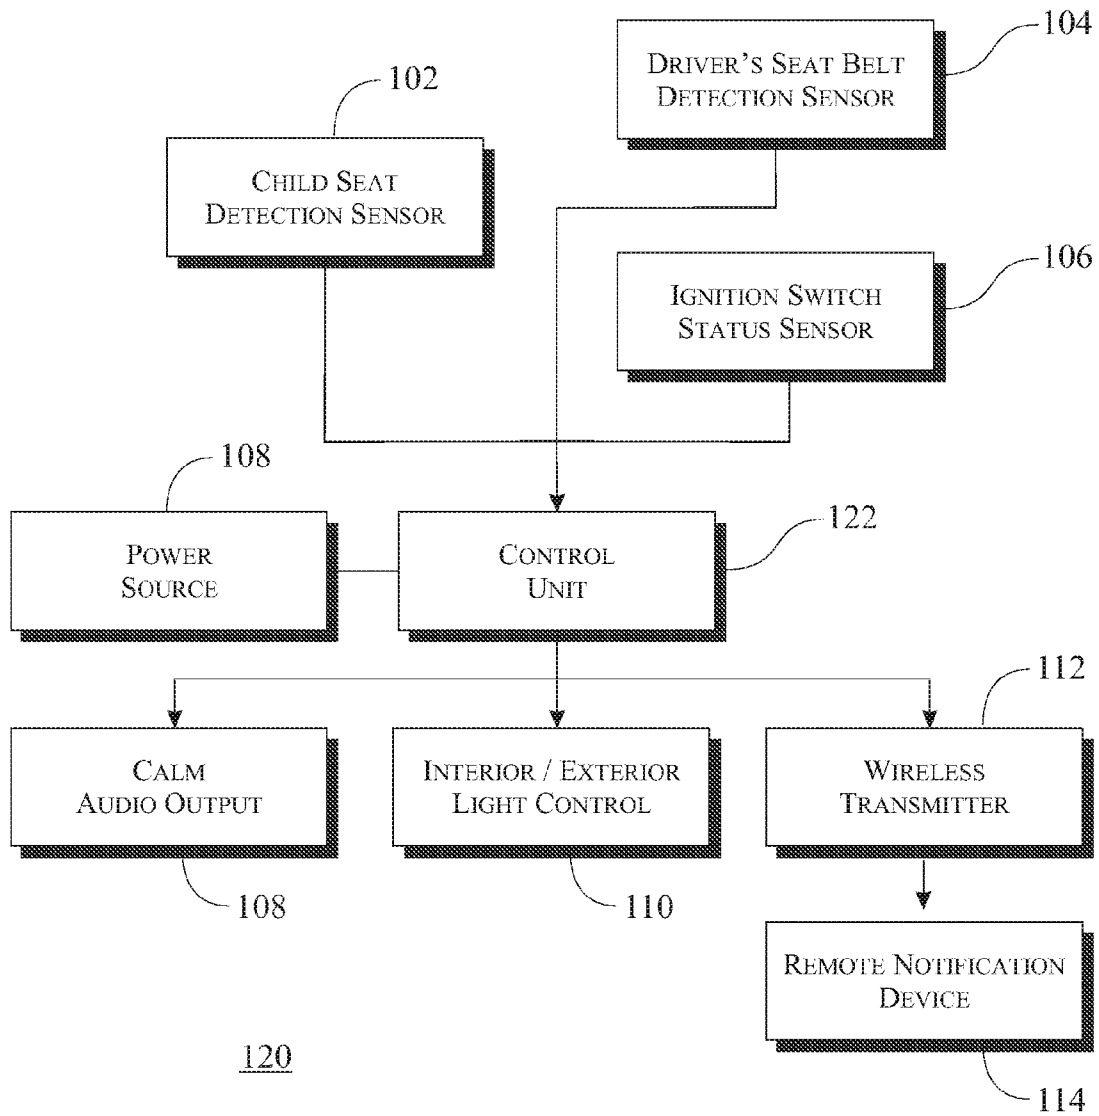 104
DRIVER'S SEAT BELT
DETECTION SENSOR
102
CHILD SEAT
DETECTION SENSOR
106
IGNITION SWITCH
STATUS SENSOR
108
POWER
SOURCE
122
CONTROL
UNIT
112
CALM
AUDIO OUTPUT
108
INTERIOR / EXTERIOR
LIGHT CONTROL
110
WIRELESS
TRANSMITTER
REMOTE NOTIFICATION
DEVICE
114
120